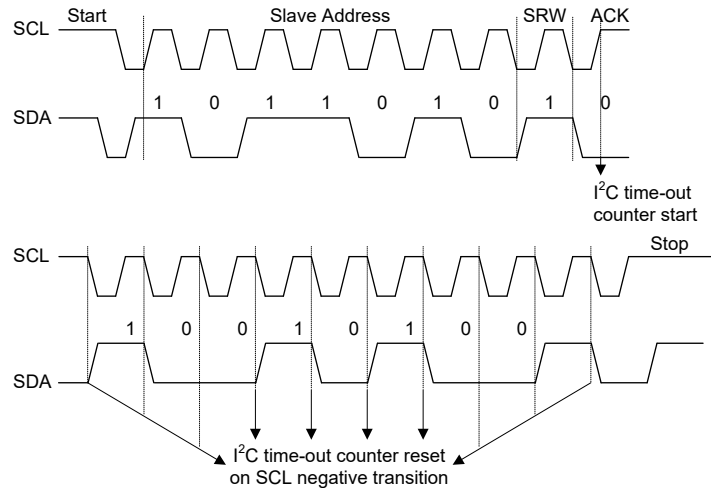 Start Slave Address SRW ACK
SCL
1 0 1 1 0 1 0 1 0
SDA
I²C time-out
counter start
Stop
SCL
1 0 0 1 0 1 0 0
SDA
I²C time-out counter reset
on SCL negative transition